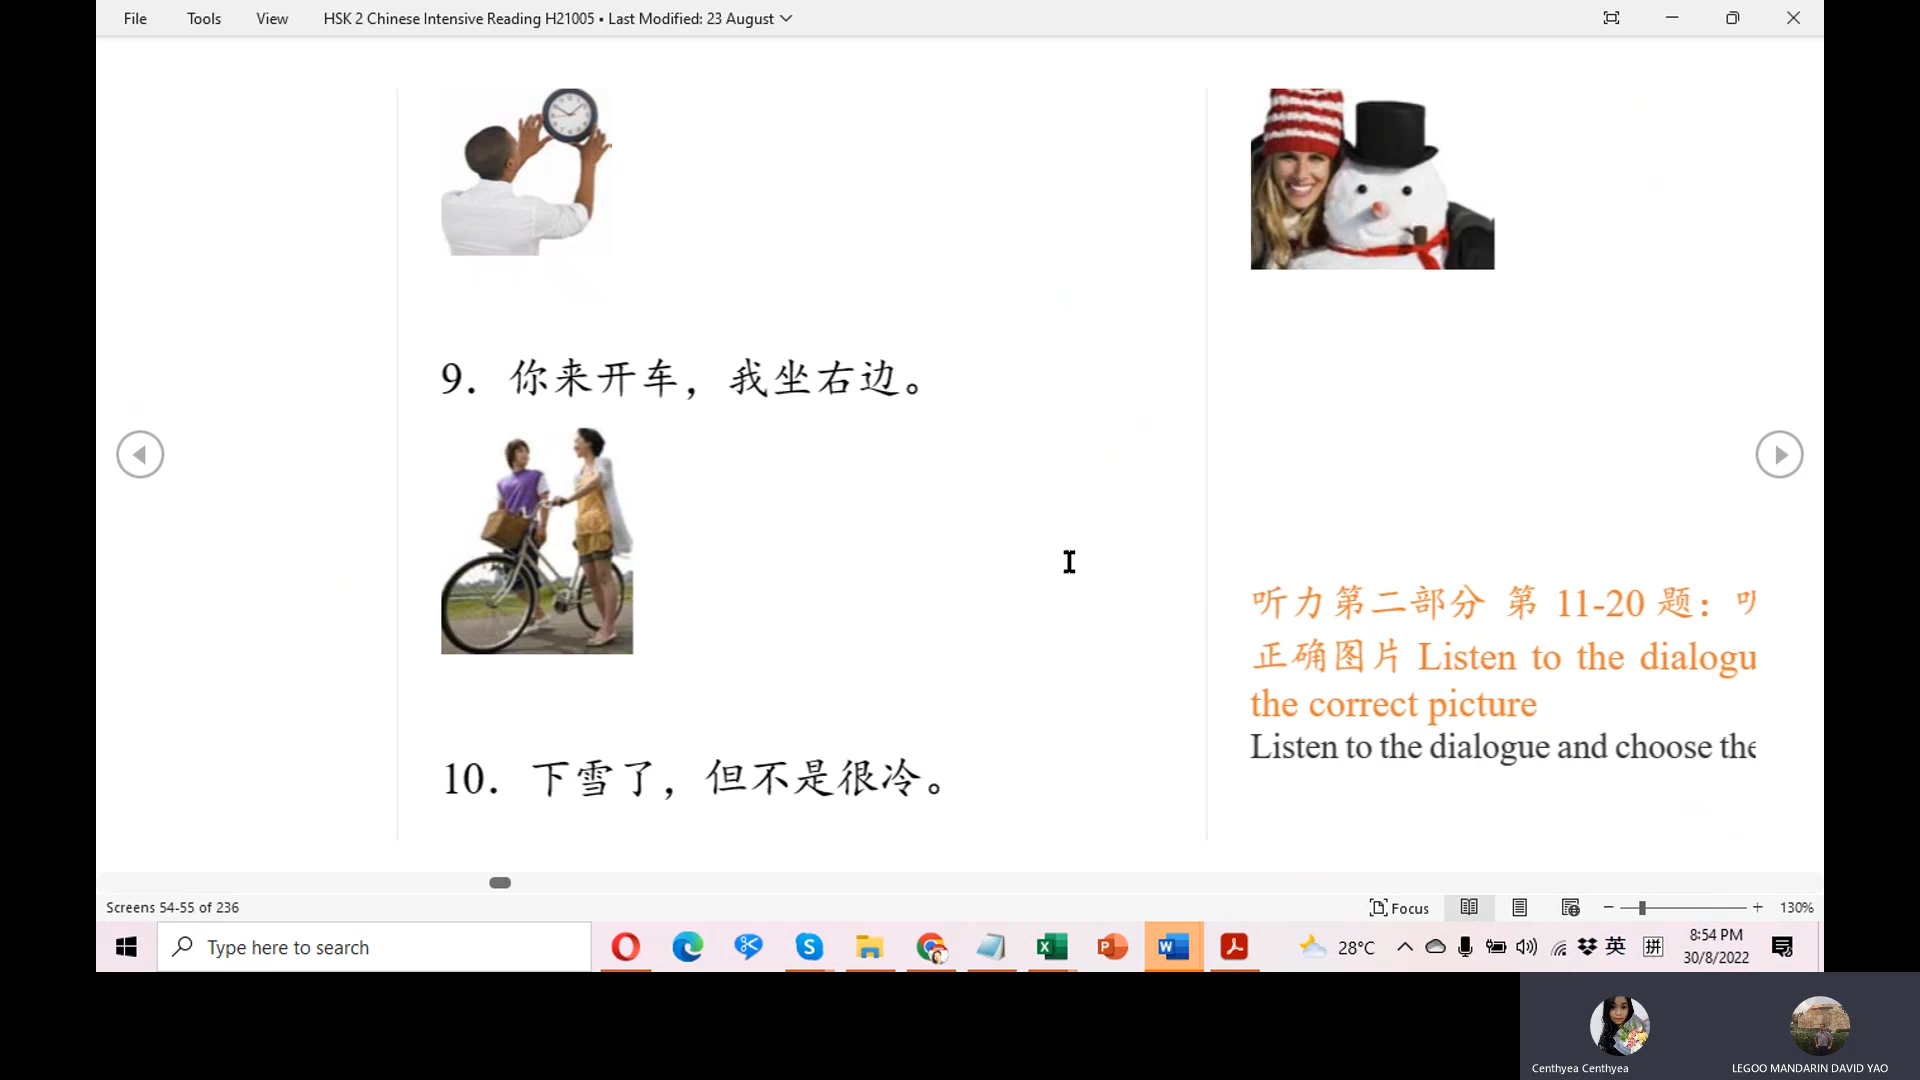 File Tools View HSK 2 Chinese Intensive Reading H21005 • Last Modified: 23 August
9. 你来开车，我坐右边。
10. 下雪了，但不是很冷。
听力第二部分 第 11-20 题：听
正确图片 Listen to the dialogu
the correct picture
Listen to the dialogue and choose the
Screens 54-55 of 236
Focus
130%
Type here to search
28°C
英
拼
8:54 PM
30/8/2022
Centhyea Centhyea
LEGOO MANDARIN DAVID YAO